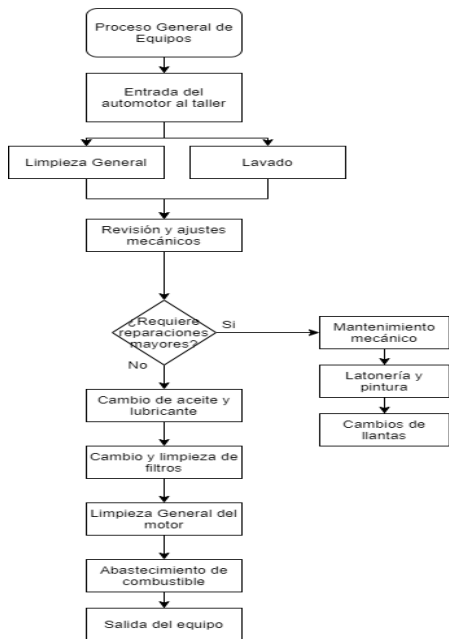 Proceso General de
Equipos
Entrada del
automotor al taller
Limpieza General
Lavado
Revisión y ajustes
mecánicos
¿Requiere
reparaciones
mayores?
Si
No
Mantenimiento
mecánico
Latonería y
pintura
Cambios de
llantas
Cambio de aceite y
lubricante
Cambio y limpieza de
filtros
Limpieza General del
motor
Abastecimiento de
combustible
Salida del equipo